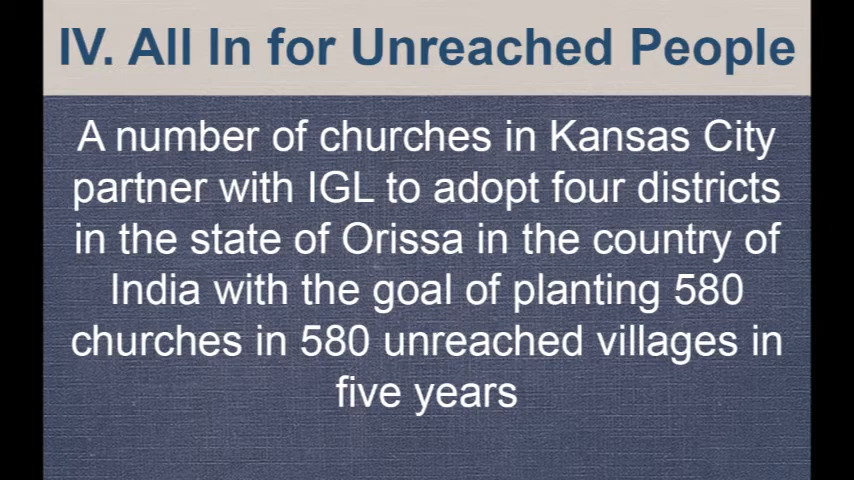 IV. All In for Unreached People
A number of churches in Kansas City
partner with IGL to adopt four districts
in the state of Orissa in the country of
India with the goal of planting 580
churches in 580 unreached villages in
five years